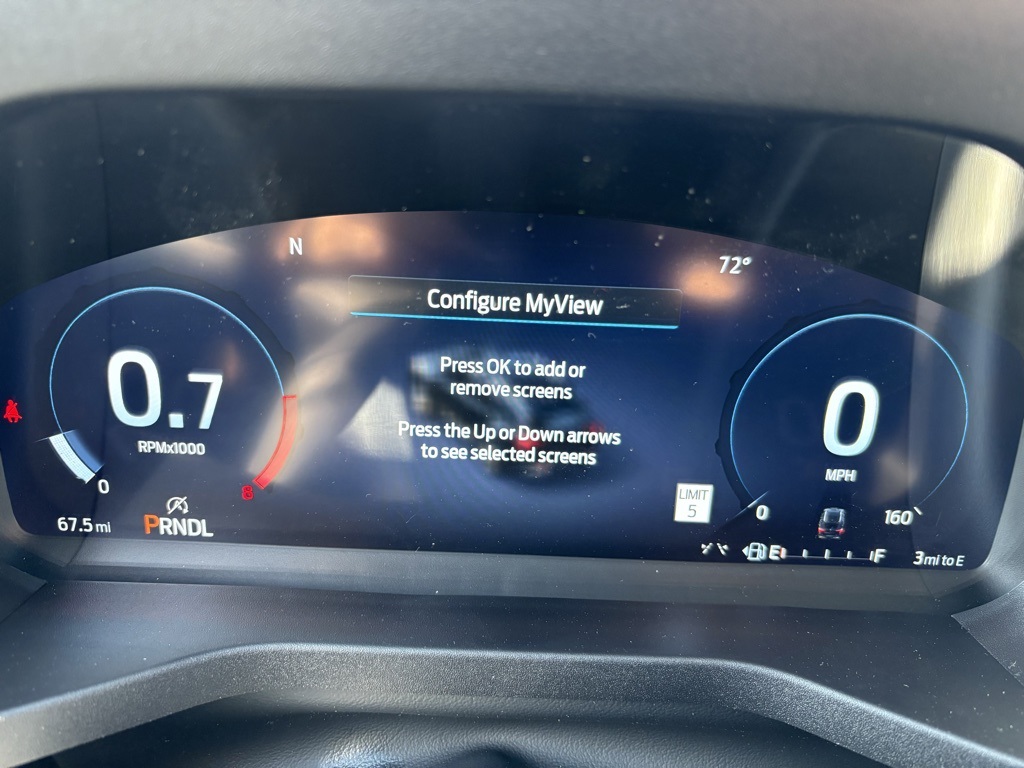 N
72°
Configure MyView
Press OK to add or
remove screens
Press the Up or Down arrows
to see selected screens
0.7
RPMx1000
0
8
67.5 mi
PRNDL
LIMIT
5
0
MPH
0
160
E
F
3 mi to E